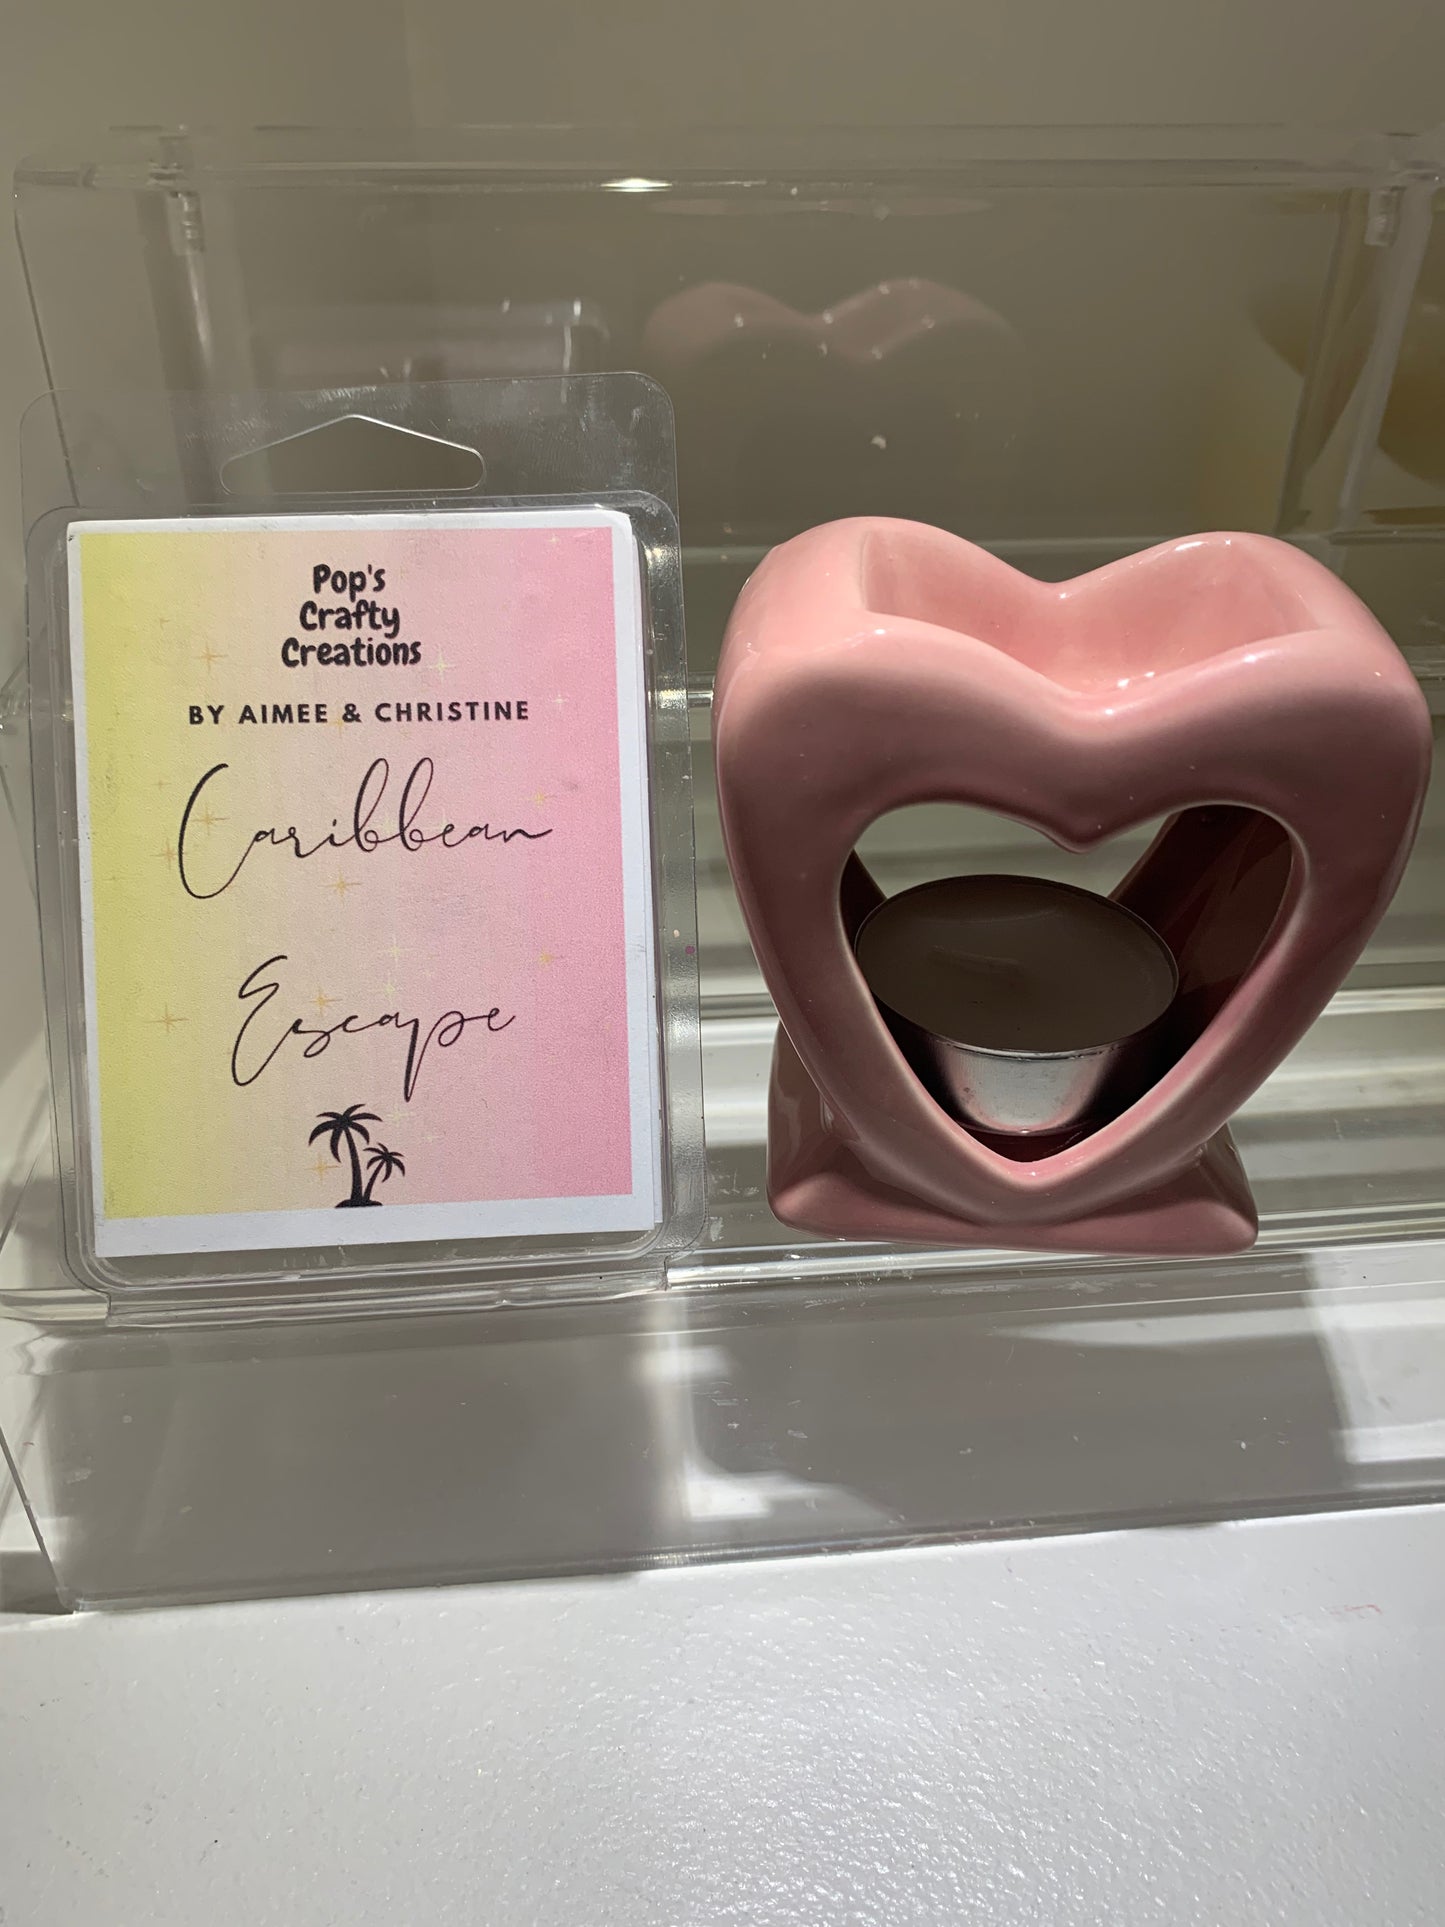 Pop's
Crafty
Creations
BY AIMEE & CHRISTINE
Caribbean
Escape